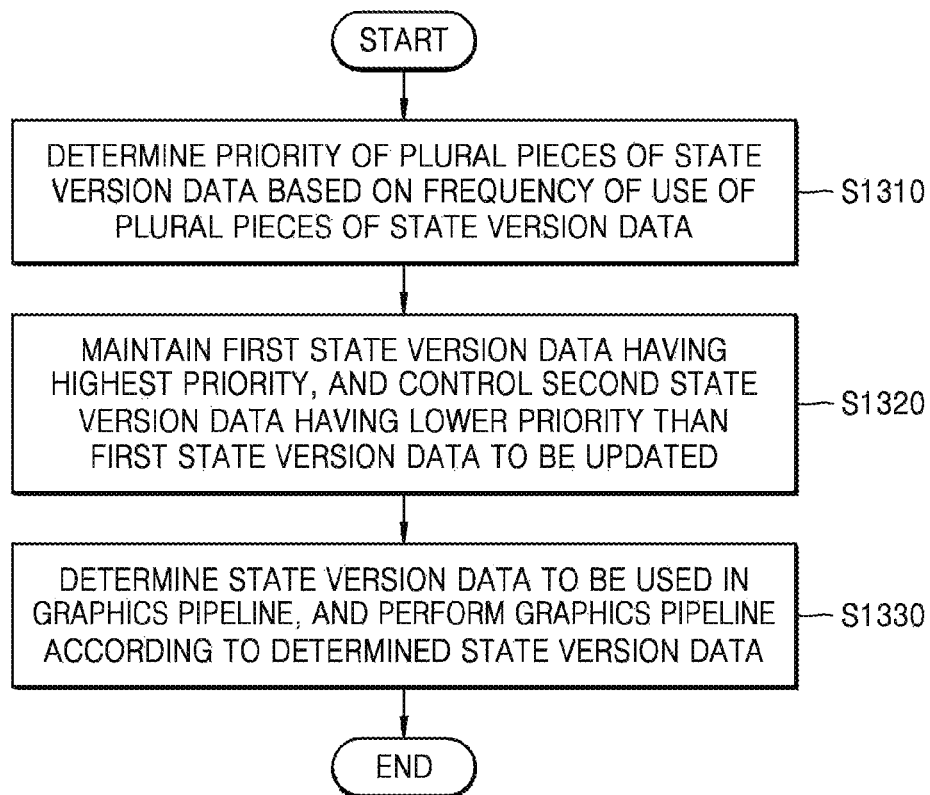 START
DETERMINE PRIORITY OF PLURAL PIECES OF STATE
VERSION DATA BASED ON FREQUENCY OF USE OF
PLURAL PIECES OF STATE VERSION DATA
S1310
MAINTAIN FIRST STATE VERSION DATA HAVING
HIGHEST PRIORITY, AND CONTROL SECOND STATE
VERSION DATA HAVING LOWER PRIORITY THAN
FIRST STATE VERSION DATA TO BE UPDATED
S1320
DETERMINE STATE VERSION DATA TO BE USED IN
GRAPHICS PIPELINE, AND PERFORM GRAPHICS PIPELINE
ACCORDING TO DETERMINED STATE VERSION DATA
S1330
END